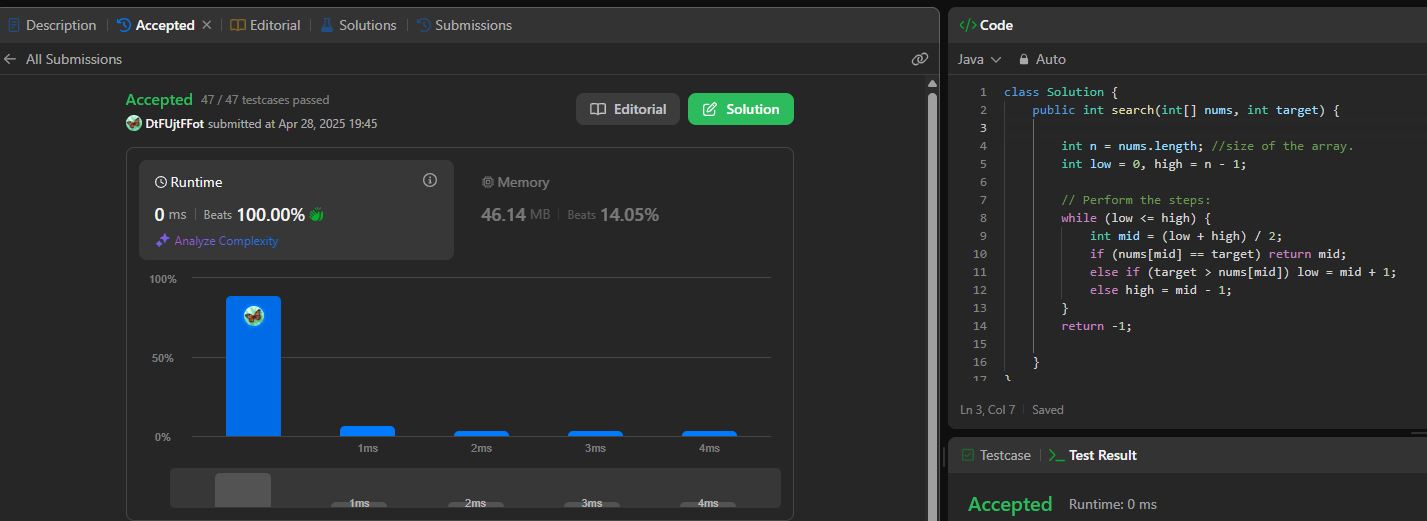 Description
Accepted
Editorial
Solutions
Submissions
All Submissions
Accepted 47 / 47 testcases passed
DtFUjtFFot submitted at Apr 28, 2025 19:45
Editorial
Solution
Runtime
0 ms | Beats 100.00%
Analyze Complexity
Memory
46.14 MB | Beats 14.05%
100%
50%
0%
1ms 2ms 3ms 4ms
1ms 2ms 3ms 4ms
</> Code
Java Auto
1 class Solution {
2 public int search(int[] nums, int target) {
3
4 int n = nums.length; //size of the array.
5 int low = 0, high = n - 1;
6
7 // Perform the steps:
8 while (low <= high) {
9 int mid = (low + high) / 2;
10 if (nums[mid] == target) return mid;
11 else if (target > nums[mid]) low = mid + 1;
12 else high = mid - 1;
13 }
14 return -1;
15
16 }
17 }
Ln 3, Col 7 | Saved
Testcase
Test Result
Accepted Runtime: 0 ms